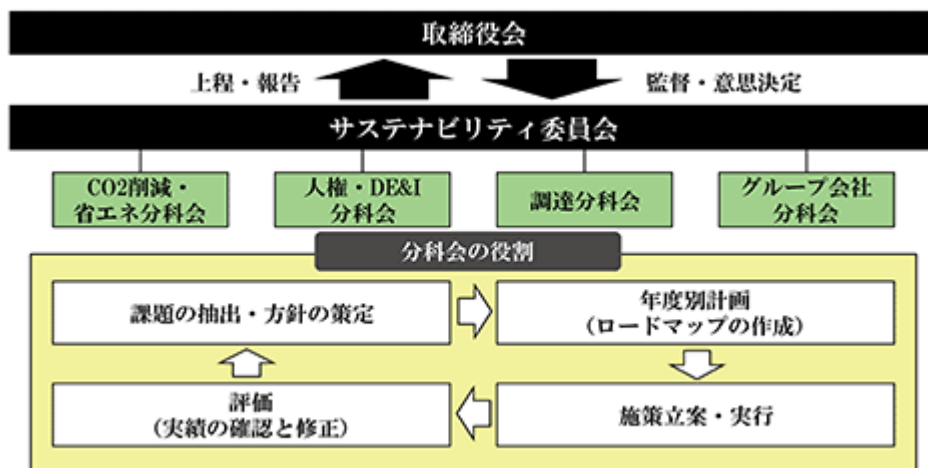 取締役会
上程・報告
監督・意思決定
サステナビリティ委員会
CO2削減・
省エネ分科会
人権・DE&I
分科会
調達分科会
グループ会社
分科会
分科会の役割
課題の抽出・方針の策定
年度別計画
（ロードマップの作成）
評価
（実績の確認と修正）
施策立案・実行